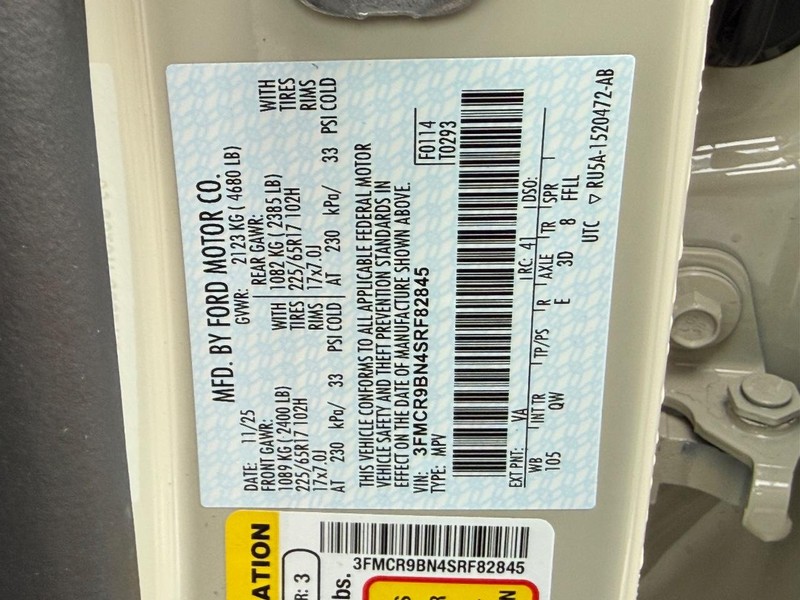 MFD. BY FORD MOTOR CO.
DATE: 11/25 GVWR: 2123 KG ( 4680 LB)
FRONT GAWR: REAR GAWR:
1089 KG ( 2400 LB) WITH 1082 KG ( 2385 LB) WITH
225/65R17 102H TIRES 225/65R17 102H TIRES
17x7.0J RIMS 17x7.0J RIMS
AT 230 kPa/ 33 PSI COLD AT 230 kPa/ 33 PSI COLD
THIS VEHICLE CONFORMS TO ALL APPLICABLE FEDERAL MOTOR
VEHICLE SAFETY AND THEFT PREVENTION STANDARDS IN
EFFECT ON THE DATE OF MANUFACTURE SHOWN ABOVE.
VIN: 3FMCR9BN4SRF82845 F0114
TYPE: MPV T0293
EXT PNT: VA RC: 41 DSO:
WB INT TR TP/PS R AXLE TR SPR
105 QW E 3D 8 FFLL
UTC ▽ RU5A-1520472-AB
3FMCR9BN4SRF82845